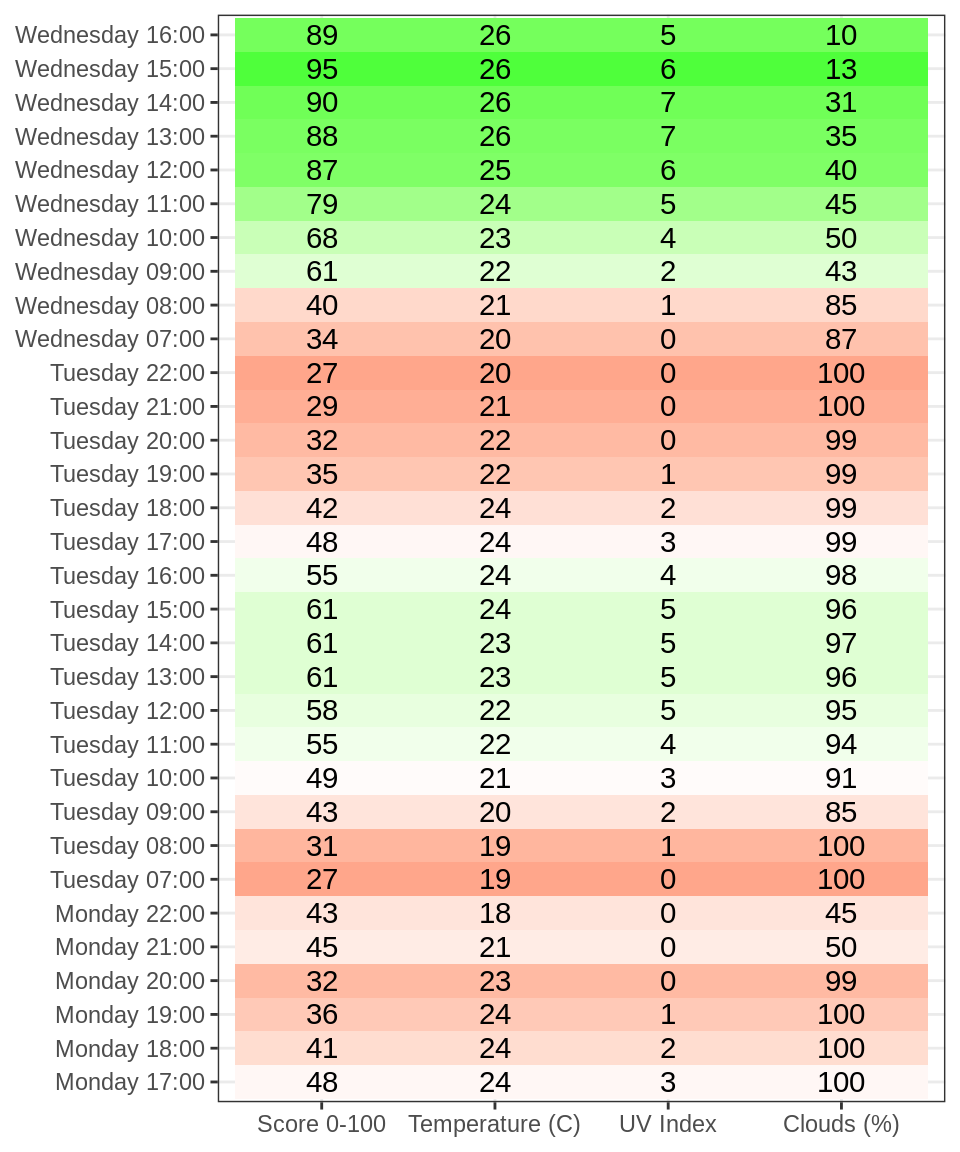 Wednesday 16:00 89 26 5 10
Wednesday 15:00 95 26 6 13
Wednesday 14:00 90 26 7 31
Wednesday 13:00 88 26 7 35
Wednesday 12:00 87 25 6 40
Wednesday 11:00 79 24 5 45
Wednesday 10:00 68 23 4 50
Wednesday 09:00 61 22 2 43
Wednesday 08:00 40 21 1 85
Wednesday 07:00 34 20 0 87
Tuesday 22:00 27 20 0 100
Tuesday 21:00 29 21 0 100
Tuesday 20:00 32 22 0 99
Tuesday 19:00 35 22 1 99
Tuesday 18:00 42 24 2 99
Tuesday 17:00 48 24 3 99
Tuesday 16:00 55 24 4 98
Tuesday 15:00 61 24 5 96
Tuesday 14:00 61 23 5 97
Tuesday 13:00 61 23 5 96
Tuesday 12:00 58 22 5 95
Tuesday 11:00 55 22 4 94
Tuesday 10:00 49 21 3 91
Tuesday 09:00 43 20 2 85
Tuesday 08:00 31 19 1 100
Tuesday 07:00 27 19 0 100
Monday 22:00 43 18 0 45
Monday 21:00 45 21 0 50
Monday 20:00 32 23 0 99
Monday 19:00 36 24 1 100
Monday 18:00 41 24 2 100
Monday 17:00 48 24 3 100
Score 0-100 Temperature (C) UV Index Clouds (%)